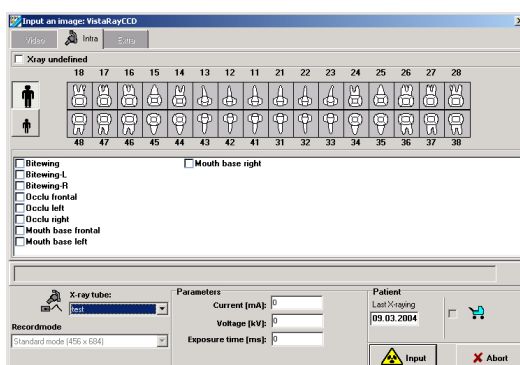 Input an image: VistaRayCCD
Video Intra Extra
Xray undefined
18 17 16 15 14 13 12 11 21 22 23 24 25 26 27 28
48 47 46 45 44 43 42 41 31 32 33 34 35 36 37 38
Bitewing Mouth base right
Bitewing-L
Bitewing-R
Occlu frontal
Occlu left
Occlu right
Mouth base frontal
Mouth base left
X-ray tube:
test
Recordmode
Standard mode (456 x 684)
Parameters
Current [mA]: 0
Voltage [kV]: 0
Exposure time [ms]: 0
Patient
Last X-raying
09.03.2004
Input Abort